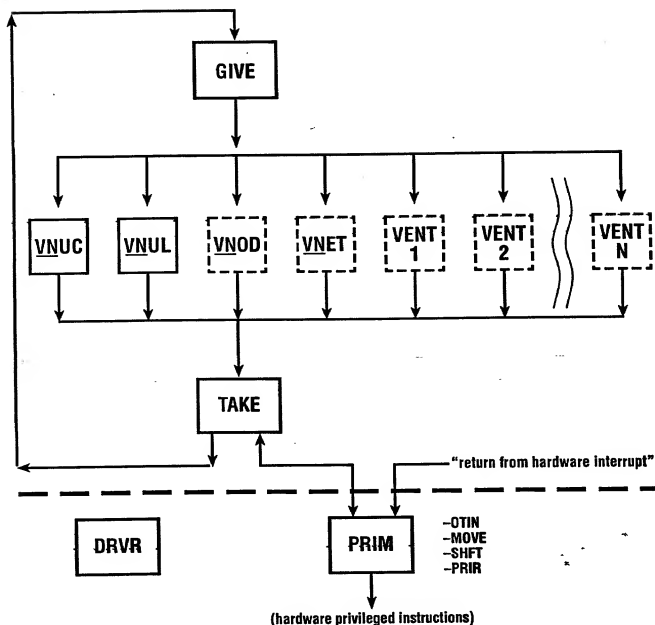 GIVE
VNUC
VNUL
VNOD
VNET
VENT
1
VENT
2
VENT
N
TAKE
"return from hardware interrupt"
DRVR
PRIM
–OTIN
–MOVE
–SHFT
–PRIR
(hardware privileged instructions)